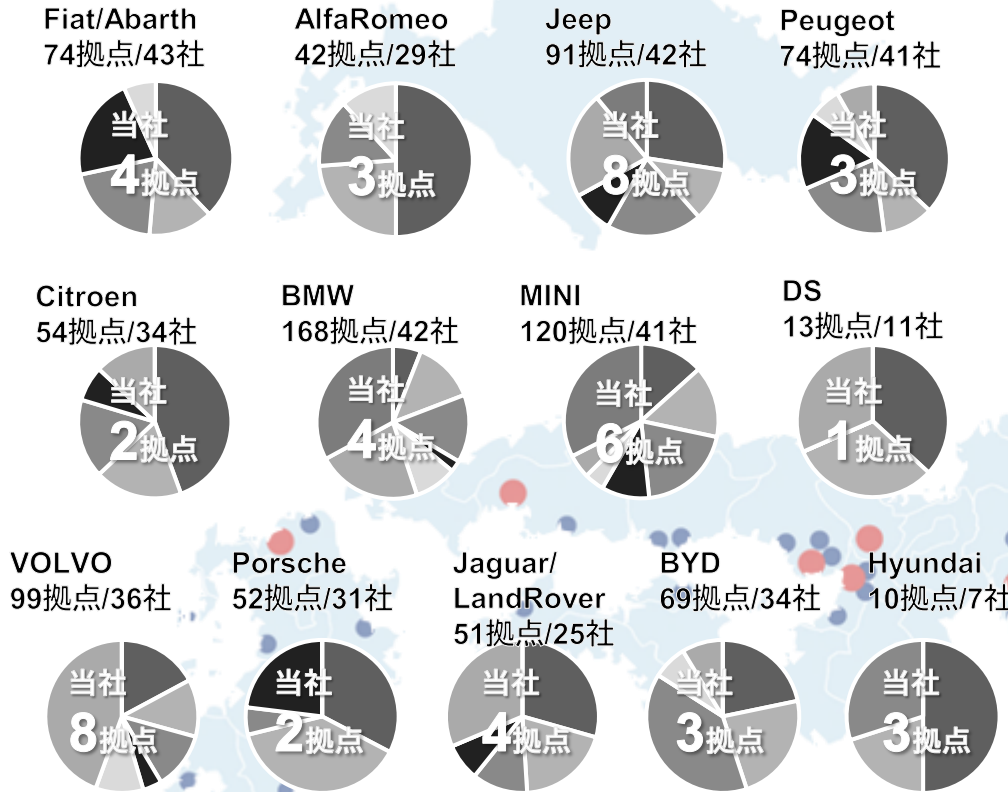 Fiat/Abarth
74拠点/43社
当社
4拠点
AlfaRomeo
42拠点/29社
当社
3拠点
Jeep
91拠点/42社
当社
8拠点
Peugeot
74拠点/41社
当社
3拠点
Citroen
54拠点/34社
当社
2拠点
BMW
168拠点/42社
当社
4拠点
MINI
120拠点/41社
当社
6拠点
DS
13拠点/11社
当社
1拠点
VOLVO
99拠点/36社
当社
8拠点
Porsche
52拠点/31社
当社
2拠点
Jaguar/
LandRover
51拠点/25社
当社
4拠点
BYD
69拠点/34社
当社
3拠点
Hyundai
10拠点/7社
当社
3拠点